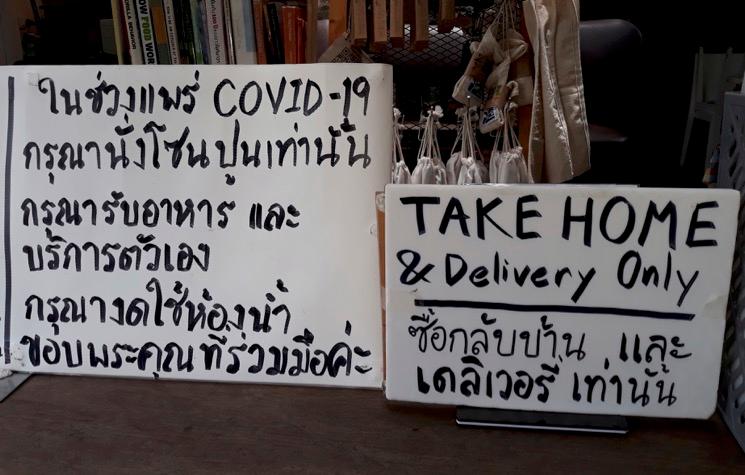 ในช่วงแพร่ COVID-19
กรุณานั่งโซนปูนเท่านั้น
กรุณารับอาหาร และ
บริการตัวเอง
กรุณางดใช้ห้องน้ำ
ขอบพระคุณที่ร่วมมือค่ะ
TAKE HOME
& Delivery Only
ซื้อกลับบ้าน และ
เดลิเวอรี่ เท่านั้น